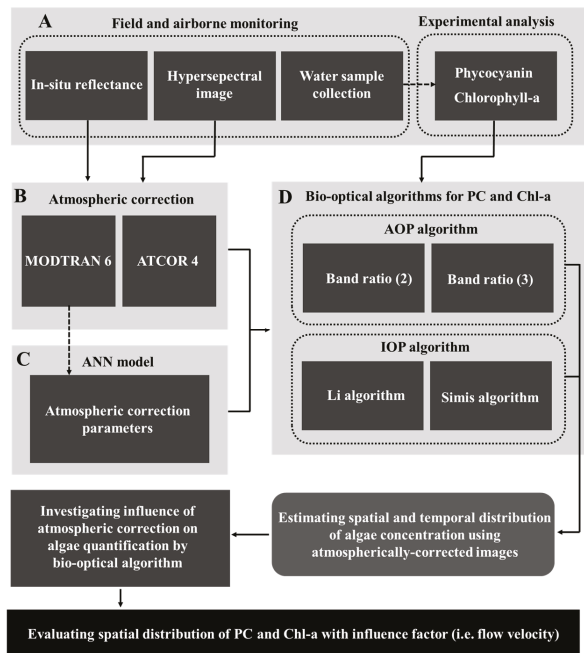 A
Field and airborne monitoring
Experimental analysis
In-situ reflectance
Hypersepectral
image
Water sample
collection
Phycocyanin
Chlorophyll-a
B
Atmospheric correction
MODTRAN 6
ATCOR 4
C
ANN model
Atmospheric correction
parameters
D
Bio-optical algorithms for PC and Chl-a
AOP algorithm
Band ratio (2)
Band ratio (3)
IOP algorithm
Li algorithm
Simis algorithm
Investigating influence of
atmospheric correction on
algae quantification by
bio-optical algorithm
Estimating spatial and temporal distribution
of algae concentration using
atmospherically-corrected images
Evaluating spatial distribution of PC and Chl-a with influence factor (i.e. flow velocity)